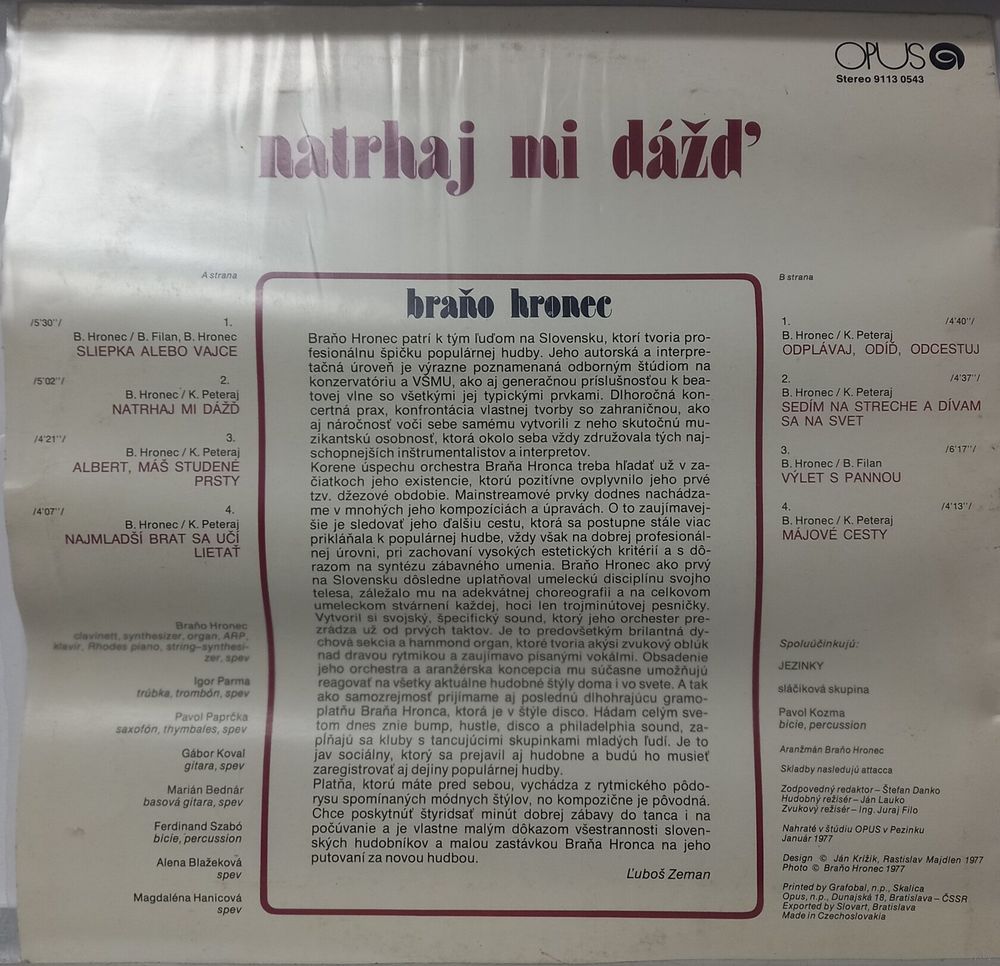 OPUS
Stereo 9113 0543
natrhaj mi dážď
A strana
/5'30''/ 1.
B. Hronec / B. Filan, B. Hronec
SLIEPKA ALEBO VAJCE
/5'02''/ 2.
B. Hronec / K. Peteraj
NATRHAJ MI DÁŽĎ
/4'21''/ 3.
B. Hronec / K. Peteraj
ALBERT, MÁŠ STUDENÉ
PRSTY
/4'07''/ 4.
B. Hronec / K. Peteraj
NAJMLADŠÍ BRAT SA UČÍ
LIETAŤ
Braňo Hronec
clavinett, synthesizer, organ, ARP,
klavír, Rhodes piano, string-synthesi-
zer, spev
Igor Parma
trúbka, trombón, spev
Pavol Paprčka
saxofón, thymbales, spev
Gábor Koval
gitara, spev
Marián Bednár
basová gitara, spev
Ferdinand Szabó
bicie, percussion
Alena Blažeková
spev
Magdaléna Hanicová
spev
braňo hronec
Braňo Hronec patrí k tým ľuďom na Slovensku, ktorí tvoria pro-
fesionálnu špičku populárnej hudby. Jeho autorská a interpre-
tačná úroveň je výrazne poznamenaná odborným štúdiom na
konzervatóriu a VŠMU, ako aj generačnou príslušnosťou k bea-
tovej vlne so všetkými jej typickými prvkami. Dlhoročná kon-
certná prax, konfrontácia vlastnej tvorby so zahraničnou, ako
aj náročnosť voči sebe samému vytvorili z neho skutočnú mu-
zikantskú osobnosť, ktorá okolo seba vždy združovala tých naj-
schopnejších inštrumentalistov a interpretov.
Korene úspechu orchestra Braňa Hronca treba hľadať už v za-
čiatkoch jeho existencie, ktorú pozitívne ovplyvnilo jeho prvé
tzv. džezové obdobie. Mainstreamové prvky dodnes nachádza-
me v mnohých jeho kompozíciách a úpravách. O to zaujímavej-
šie je sledovať jeho ďalšiu cestu, ktorá sa postupne stále viac
prikláňala k populárnej hudbe, vždy však na dobrej profesionál-
nej úrovni, pri zachovaní vysokých estetických kritérií a s dô-
razom na syntézu zábavného umenia. Braňo Hronec ako prvý
na Slovensku dôsledne uplatňoval umeleckú disciplínu svojho
telesa, záležalo mu na adekvátnej choreografii a na celkovom
umeleckom stvárnení každej, hoci len trojminútovej pesničky.
Vytvoril si svojský, špecifický sound, ktorý jeho orchester pre-
zrádza už od prvých taktov. Je to predovšetkým brilantná dy-
chová sekcia a hammond organ, ktoré tvoria akýsi zvukový oblúk
nad dravou rytmikou a zaujímavo písanými vokálmi. Obsadenie
jeho orchestra a aranžérska koncepcia mu súčasne umožňujú
reagovať na všetky aktuálne hudobné štýly doma i vo svete. A tak
ako samozrejmosť prijímame aj poslednú dlhohrajúcu gramo-
platňu Braňa Hronca, ktorá je v štýle disco. Hádam celým sve-
tom dnes znie bump, hustle, disco a philadelphia sound, za-
pĺňajú sa kluby s tancujúcimi skupinkami mladých ľudí. Je to
jav sociálny, ktorý sa prejavil aj hudobne a budú ho musieť
zaregistrovať aj dejiny populárnej hudby.
Platňa, ktorú máte pred sebou, vychádza z rytmického pôdo-
rysu spomínaných módnych štýlov, no kompozične je pôvodná.
Chce poskytnúť štyridsať minút dobrej zábavy do tanca i na
počúvanie a je vlastne malým dôkazom všestrannosti sloven-
ských hudobníkov a malou zastávkou Braňa Hronca na jeho
putovaní za novou hudbou.
Ľuboš Zeman
B strana
1. /4'40''/
B. Hronec / K. Peteraj
ODPLÁVAJ, ODÍĎ, ODCESTUJ
2. /4'37''/
B. Hronec / K. Peteraj
SEDÍM NA STRECHE A DÍVAM
SA NA SVET
3. /6'17''/
B. Hronec / B. Filan
VÝLET S PANNOU
4. /4'13''/
B. Hronec / K. Peteraj
MÁJOVÉ CESTY
Spoluúčinkujú:
JEZINKY
sláčiková skupina
Pavol Kozma
bicie, percussion
Aranžmán Braňo Hronec
Skladby nasledujú attacca
Zodpovedný redaktor – Štefan Danko
Hudobný režisér – Ján Lauko
Zvukový režisér – Ing. Juraj Filo
Nahraté v štúdiu OPUS v Pezinku
Január 1977
Design © Ján Krížik, Rastislav Majdlen 1977
Photo © Braňo Hronec 1977
Printed by Grafobal, n.p., Skalica
Opus, n.p., Dunajská 18, Bratislava – ČSSR
Exported by Slovart, Bratislava
Made in Czechoslovakia